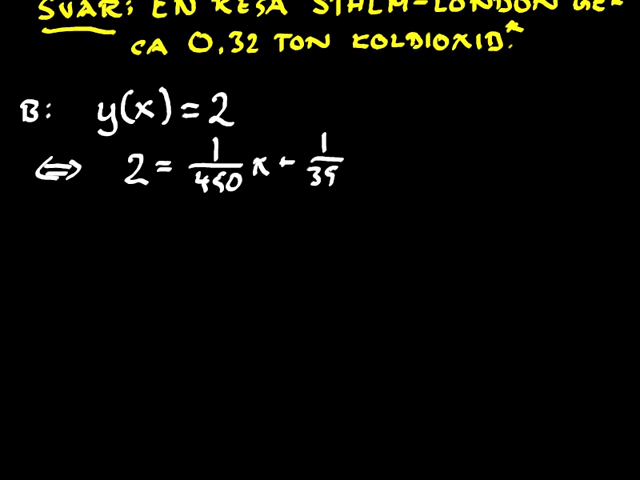 SVAR: EN RESA STHLM-LONDON GER
CA 0.32 TON KOLDIOXID.*
B: y(x) = 2
⇔ 2 = 1/450 x - 1/35